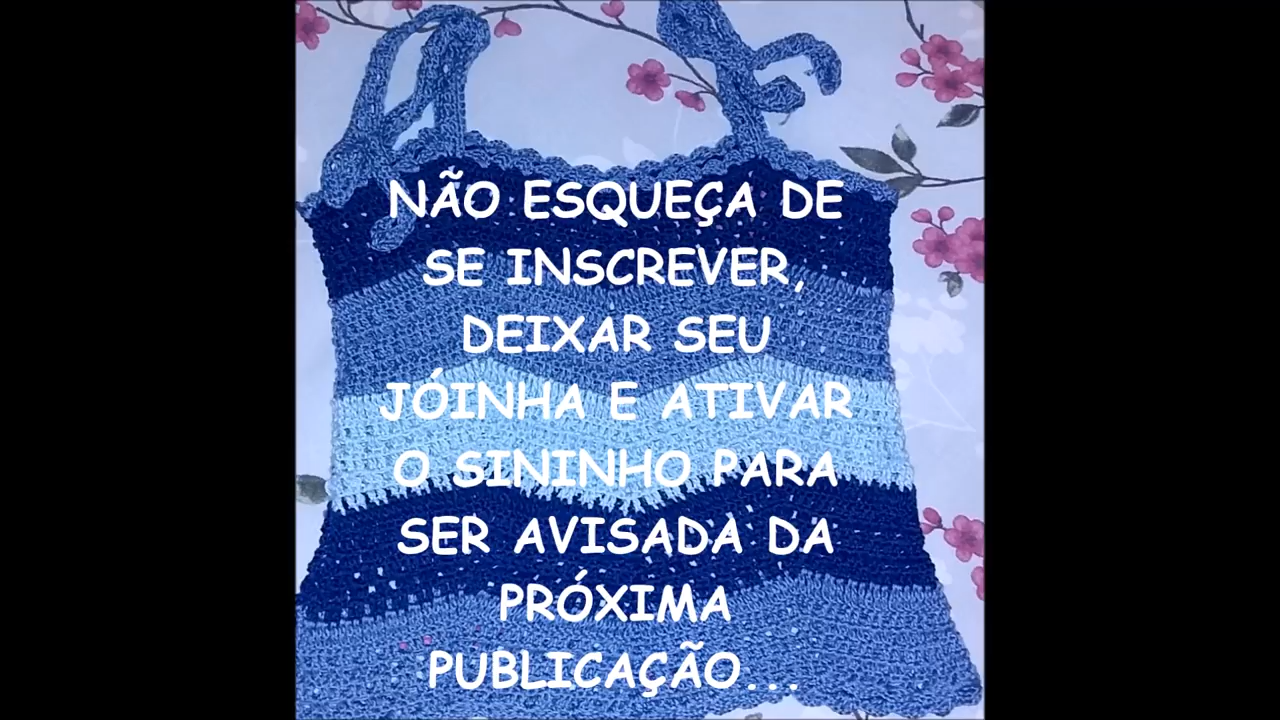 NÃO ESQUEÇA DE
SE INSCREVER,
DEIXAR SEU
JÓINHA E ATIVAR
O SININHO PARA
SER AVISADA DA
PRÓXIMA
PUBLICAÇÃO...